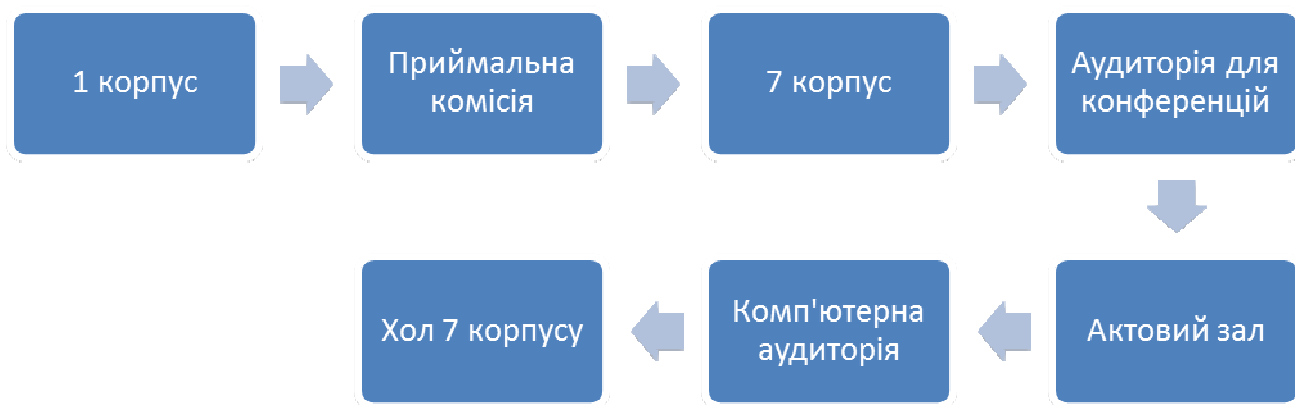 1 корпус
Приймальна
комісія
7 корпус
Аудиторія для
конференцій
Актовий зал
Комп'ютерна
аудиторія
Хол 7 корпусу